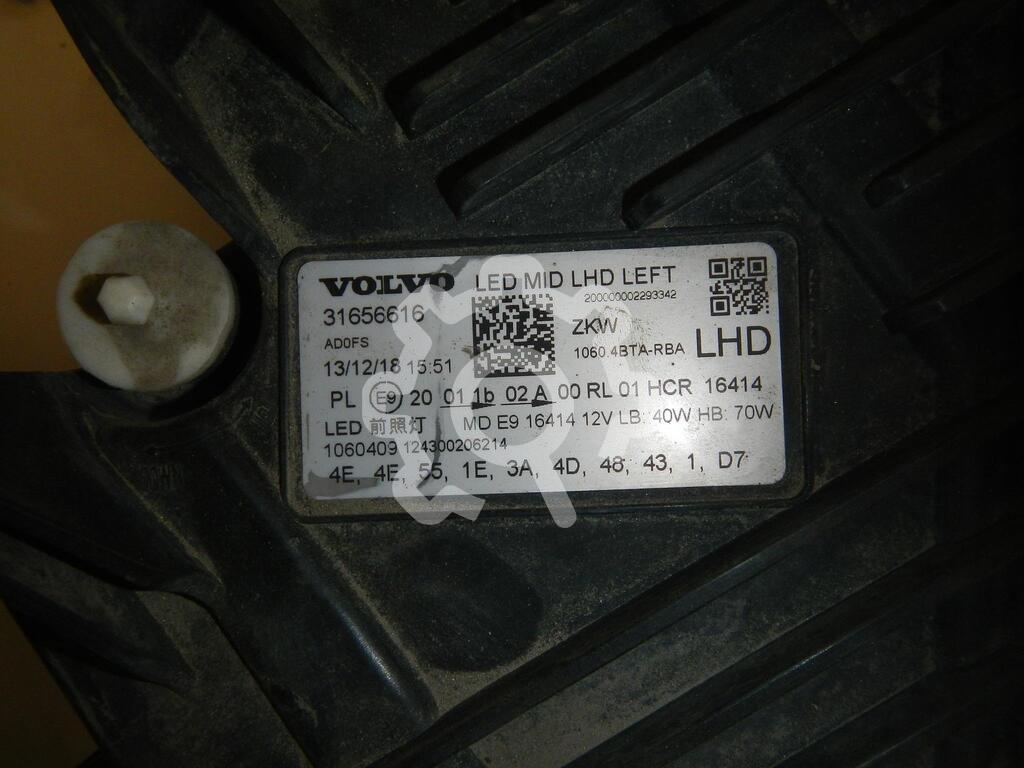 VOLVO LED MID LHD LEFT
200000002293342
31656616
AD0FS
ZKW
1060.4BTA-RBA LHD
13/12/18 15:51
PL E9 20 01 1b 02 A 00 RL 01 HCR 16414
LED 前照灯 MD E9 16414 12V LB: 40W HB: 70W
1060409 124300206214
4E, 4E, 55, 1E, 3A, 4D, 48, 43, 1, D7